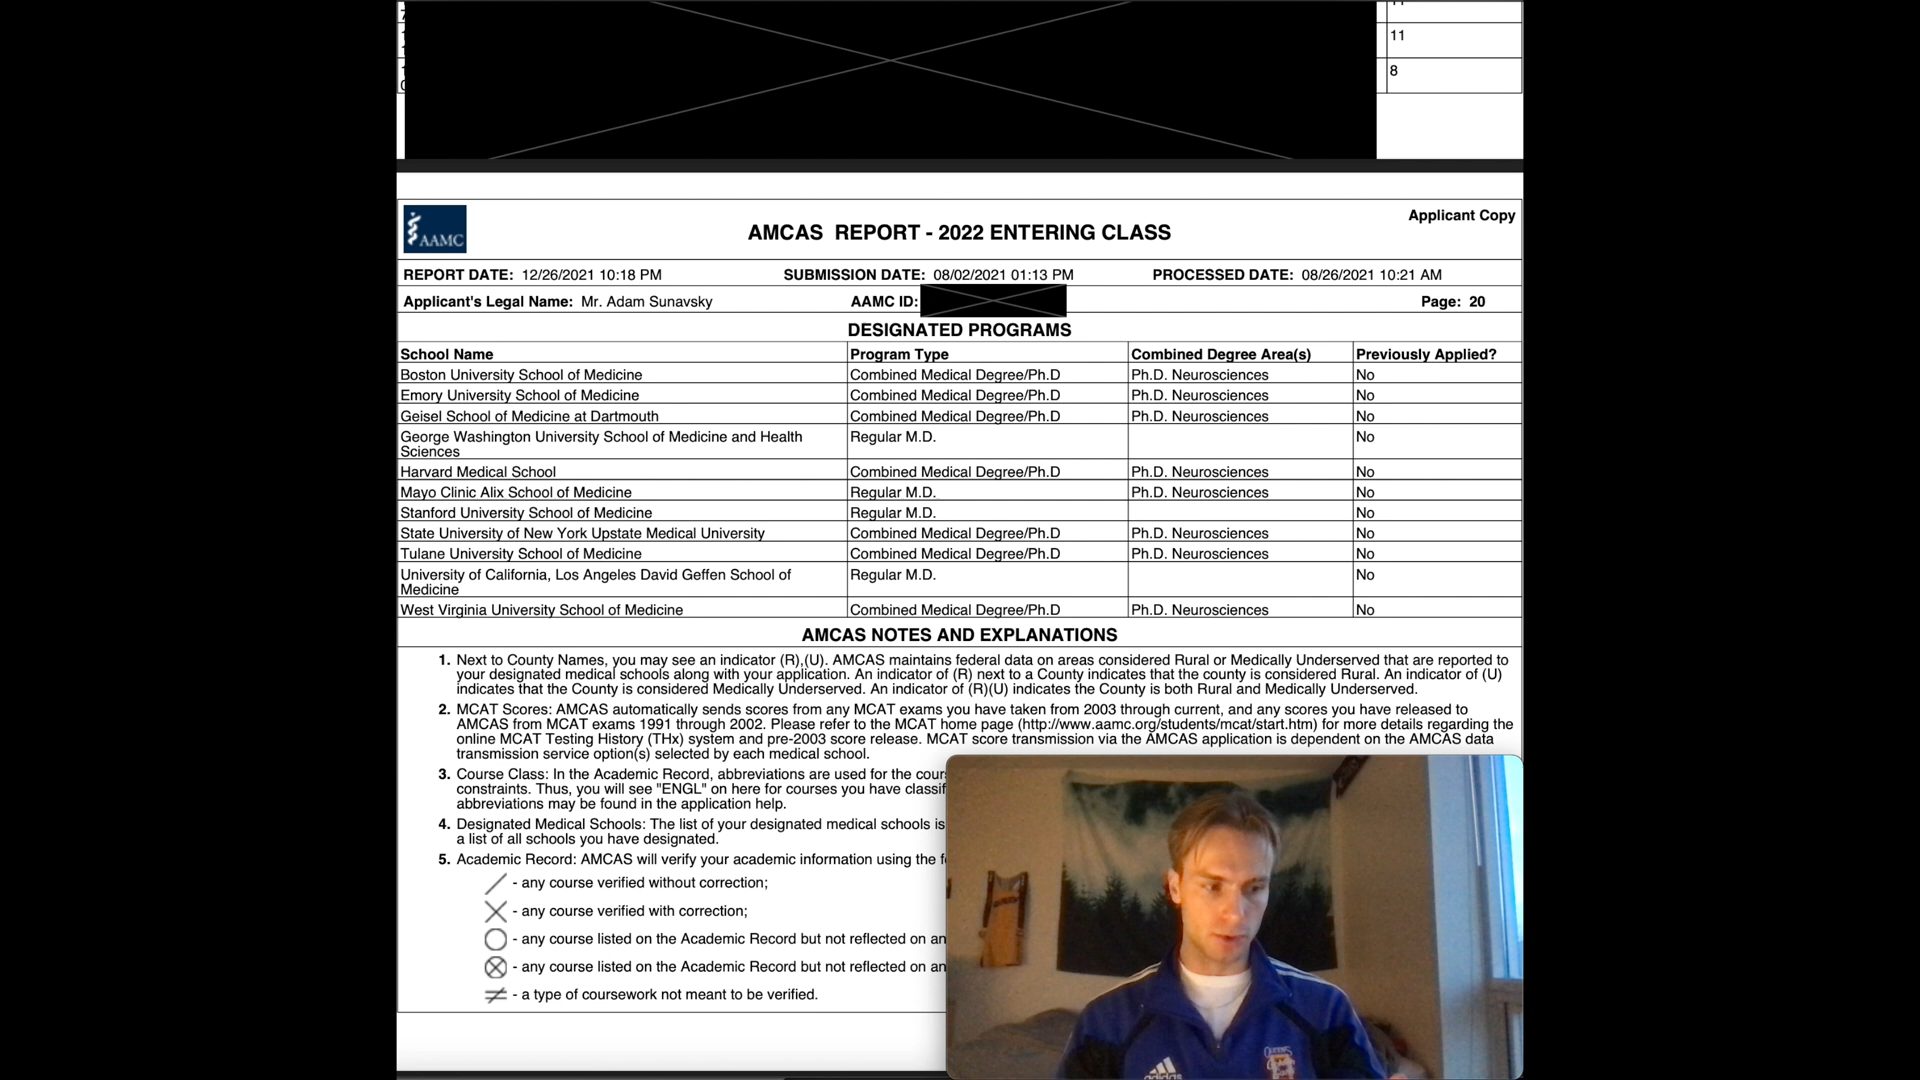 11
8
AAMC
Applicant Copy
AMCAS REPORT - 2022 ENTERING CLASS
REPORT DATE: 12/26/2021 10:18 PM SUBMISSION DATE: 08/02/2021 01:13 PM PROCESSED DATE: 08/26/2021 10:21 AM
Applicant's Legal Name: Mr. Adam Sunavsky AAMC ID: Page: 20
DESIGNATED PROGRAMS
School Name Program Type Combined Degree Area(s) Previously Applied?
Boston University School of Medicine Combined Medical Degree/Ph.D Ph.D. Neurosciences No
Emory University School of Medicine Combined Medical Degree/Ph.D Ph.D. Neurosciences No
Geisel School of Medicine at Dartmouth Combined Medical Degree/Ph.D Ph.D. Neurosciences No
George Washington University School of Medicine and Health Regular M.D. No
Sciences
Harvard Medical School Combined Medical Degree/Ph.D Ph.D. Neurosciences No
Mayo Clinic Alix School of Medicine Regular M.D. Ph.D. Neurosciences No
Stanford University School of Medicine Regular M.D. No
State University of New York Upstate Medical University Combined Medical Degree/Ph.D Ph.D. Neurosciences No
Tulane University School of Medicine Combined Medical Degree/Ph.D Ph.D. Neurosciences No
University of California, Los Angeles David Geffen School of Regular M.D. No
Medicine
West Virginia University School of Medicine Combined Medical Degree/Ph.D Ph.D. Neurosciences No
AMCAS NOTES AND EXPLANATIONS
1. Next to County Names, you may see an indicator (R),(U). AMCAS maintains federal data on areas considered Rural or Medically Underserved that are reported to
your designated medical schools along with your application. An indicator of (R) next to a County indicates that the county is considered Rural. An indicator of (U)
indicates that the County is considered Medically Underserved. An indicator of (R)(U) indicates the County is both Rural and Medically Underserved.
2. MCAT Scores: AMCAS automatically sends scores from any MCAT exams you have taken from 2003 through current, and any scores you have released to
AMCAS from MCAT exams 1991 through 2002. Please refer to the MCAT home page (http://www.aamc.org/students/mcat/start.htm) for more details regarding the
online MCAT Testing History (THx) system and pre-2003 score release. MCAT score transmission via the AMCAS application is dependent on the AMCAS data
transmission service option(s) selected by each medical school.
3. Course Class: In the Academic Record, abbreviations are used for the cour
constraints. Thus, you will see "ENGL" on here for courses you have classif
abbreviations may be found in the application help.
4. Designated Medical Schools: The list of your designated medical schools is
a list of all schools you have designated.
5. Academic Record: AMCAS will verify your academic information using the f
- any course verified without correction;
- any course verified with correction;
- any course listed on the Academic Record but not reflected on an
- any course listed on the Academic Record but not reflected on an
- a type of coursework not meant to be verified.
adidas
QUEEN'S